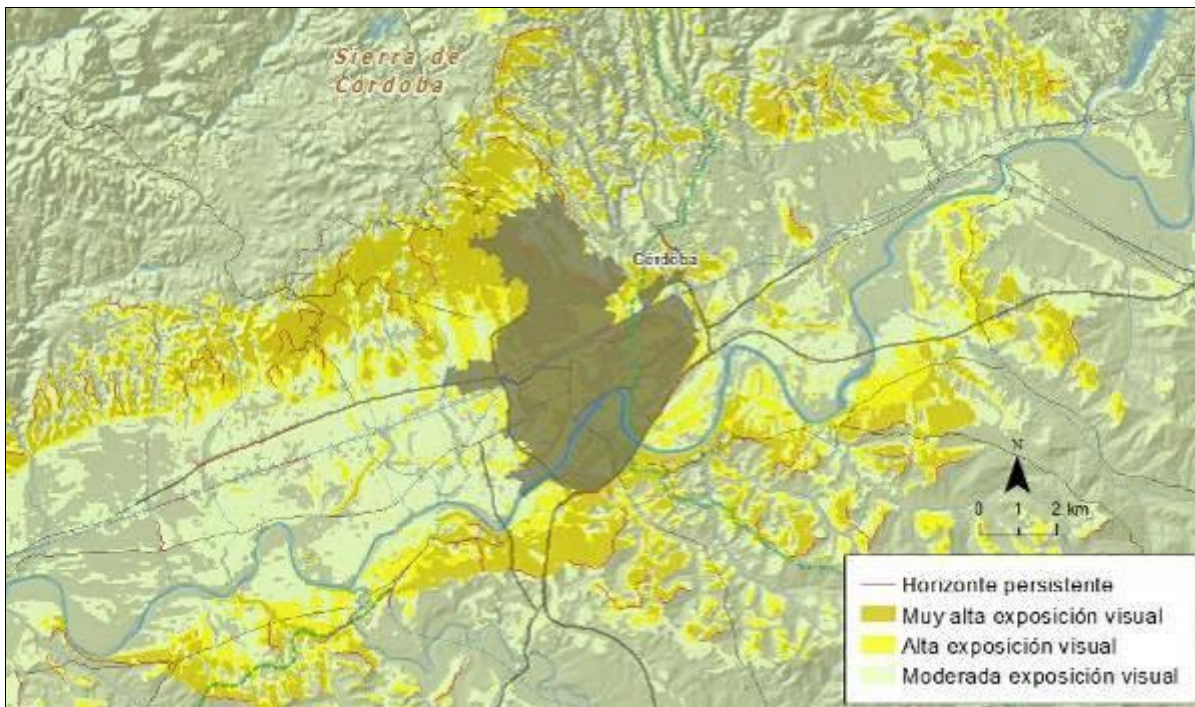 Sierra de
Córdoba
Córdoba
N
0 1 2 km
Horizonte persistente
Muy alta exposición visual
Alta exposición visual
Moderada exposición visual